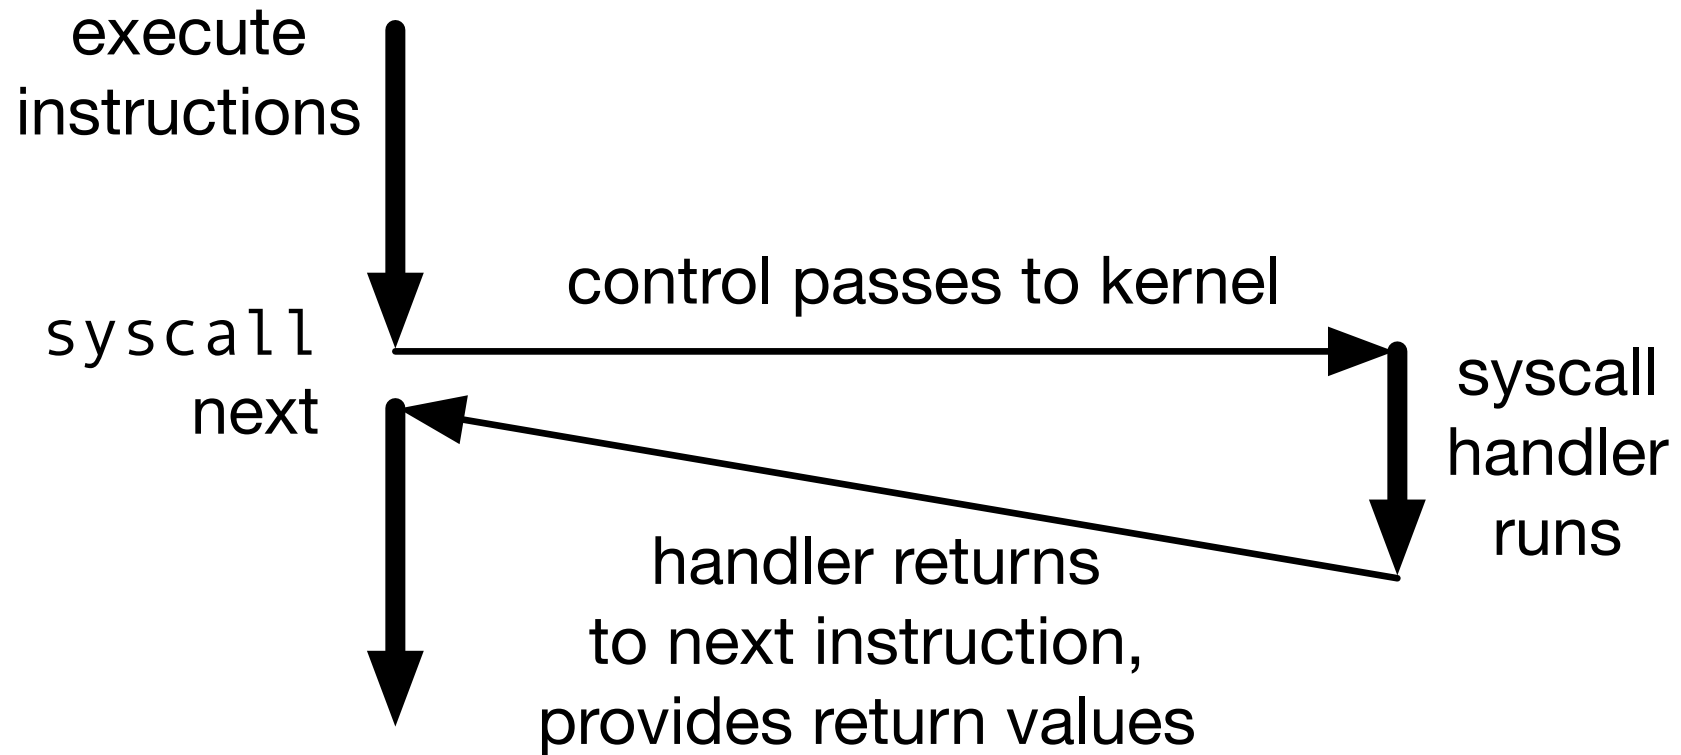 execute
instructions
control passes to kernel
syscall
next
syscall
handler
runs
handler returns
to next instruction,
provides return values